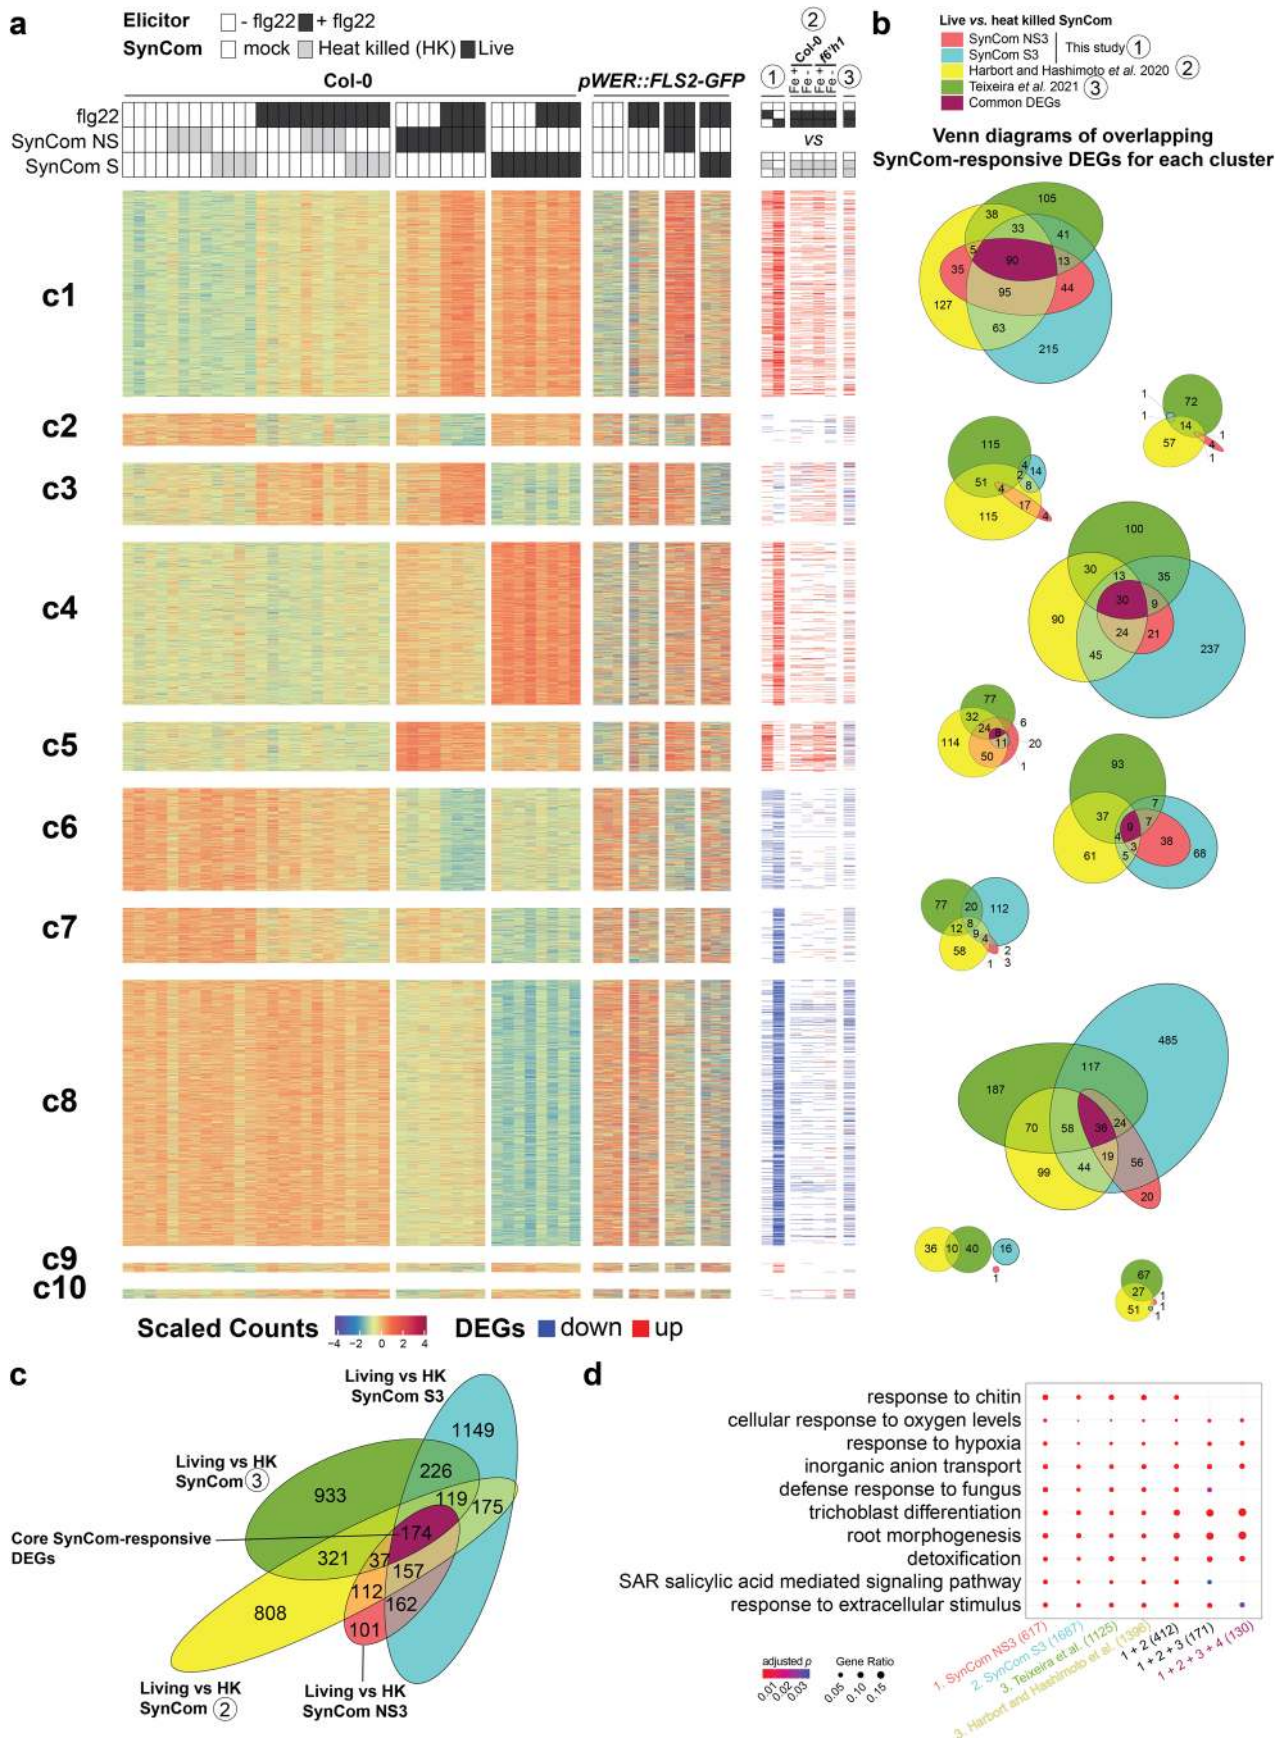 a
Elicitor - flg22 + flg22
SynCom mock Heat killed (HK) Live
Col-0
pWER::FLS2-GFP
1
2
Col-0 f6'h1
Fe + Fe - Fe + Fe -
3
flg22
SynCom NS
SynCom S
vs
c1
c2
c3
c4
c5
c6
c7
c8
c9
c10
Scaled Counts
-4 -2 0 2 4
DEGs down up
b
Live vs. heat killed SynCom
SynCom NS3
SynCom S3
This study 1
Harbort and Hashimoto et al. 2020 2
Teixeira et al. 2021 3
Common DEGs
Venn diagrams of overlapping
SynCom-responsive DEGs for each cluster
105
38
33
41
5
90
13
35
44
127
95
63
215
1
72
1
14
1
57
4
1
115
4
2
14
51
4
8
115
17
4
100
30
13
35
30
9
90
24
21
45
237
77
32
6
24
8
114
11
20
50
1
93
7
37
9
7
4
3
38
61
5
68
77
20
112
12
8
9
4
58
2
1
3
485
117
187
70
58
36
24
19
99
44
56
20
36
10
40
16
1
67
27
1
51
1
1
c
Living vs HK
SynCom S3
1149
Living vs HK
SynCom 3
933
226
119
175
Core SynCom-responsive
DEGs
174
321
37
157
112
162
808
101
Living vs HK
SynCom 2
Living vs HK
SynCom NS3
d
response to chitin
cellular response to oxygen levels
response to hypoxia
inorganic anion transport
defense response to fungus
trichoblast differentiation
root morphogenesis
detoxification
SAR salicylic acid mediated signaling pathway
response to extracellular stimulus
adjusted p
0.01
0.02
0.03
Gene Ratio
0.05
0.10
0.15
1. SynCom NS3 (617)
2. SynCom S3 (1687)
3. Teixeira et al. (1125)
3. Harbort and Hashimoto et al. (1396)
1 + 2 (412)
1 + 2 + 3 (171)
1 + 2 + 3 + 4 (130)